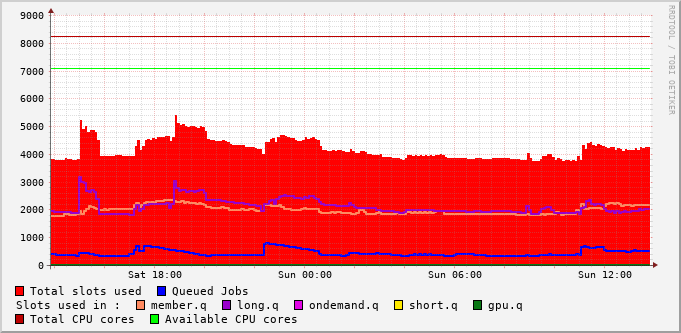 RRDTOOL / TOBI OETIKER
9000
8000
7000
6000
5000
4000
3000
2000
1000
0
Sat 18:00 Sun 00:00 Sun 06:00 Sun 12:00
Total slots used Queued Jobs
Slots used in : member.q long.q ondemand.q short.q gpu.q
Total CPU cores Available CPU cores